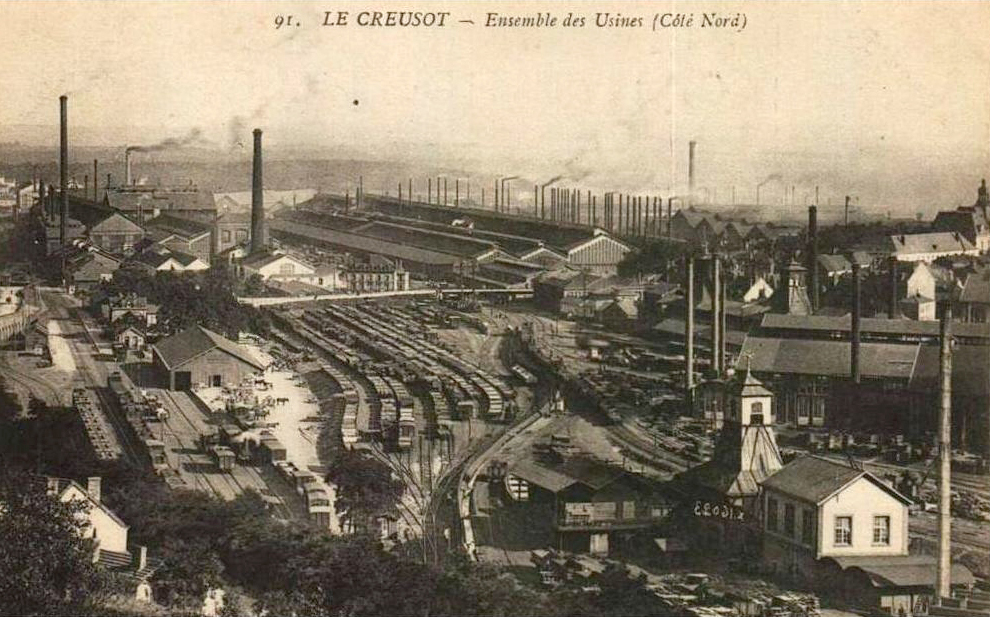 91. LE CREUSOT — Ensemble des Usines (Côté Nord)